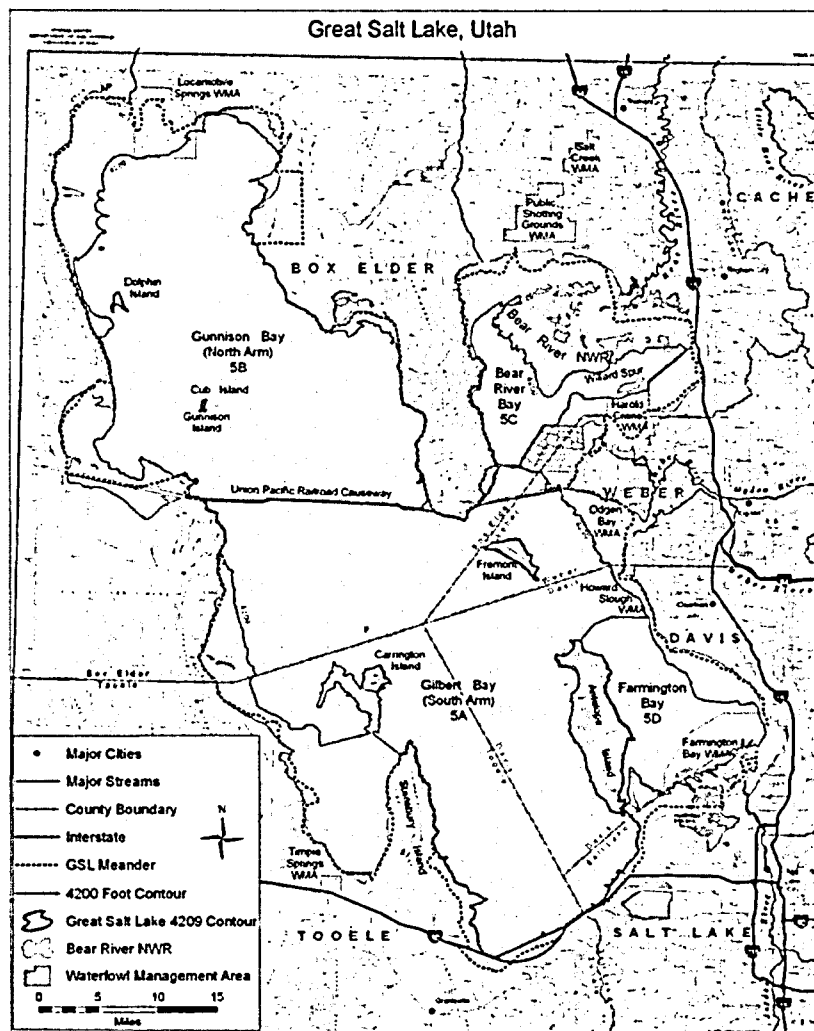 Great Salt Lake, Utah
Locomotive
Springs WMA
Salt
Creek
WMA
Public
Shooting
Grounds
WMA
CACHE
BOX ELDER
Dolphin
Island
Gunnison Bay
(North Arm)
5B
Cub Island
Gunnison
Island
Bear River NWR
Bear
River
Bay
5C
Willard Spur
Harold
Crane
WMA
Union Pacific Railroad Causeway
WEBER
Odgen
Bay
WMA
Fremont
Island
Howard
Slough
WMA
DAVIS
Box Elder
Tooele
Carrington
Island
Gilbert Bay
(South Arm)
5A
Antelope Island
Farmington
Bay
5D
Farmington
Bay WMA
Stansbury Island
Timpie
Springs
WMA
TOOELE
SALT LAKE
Major Cities
Major Streams
County Boundary
Interstate
GSL Meander
4200 Foot Contour
Great Salt Lake 4209 Contour
Bear River NWR
Waterfowl Management Area
N
0 5 10 15
Miles